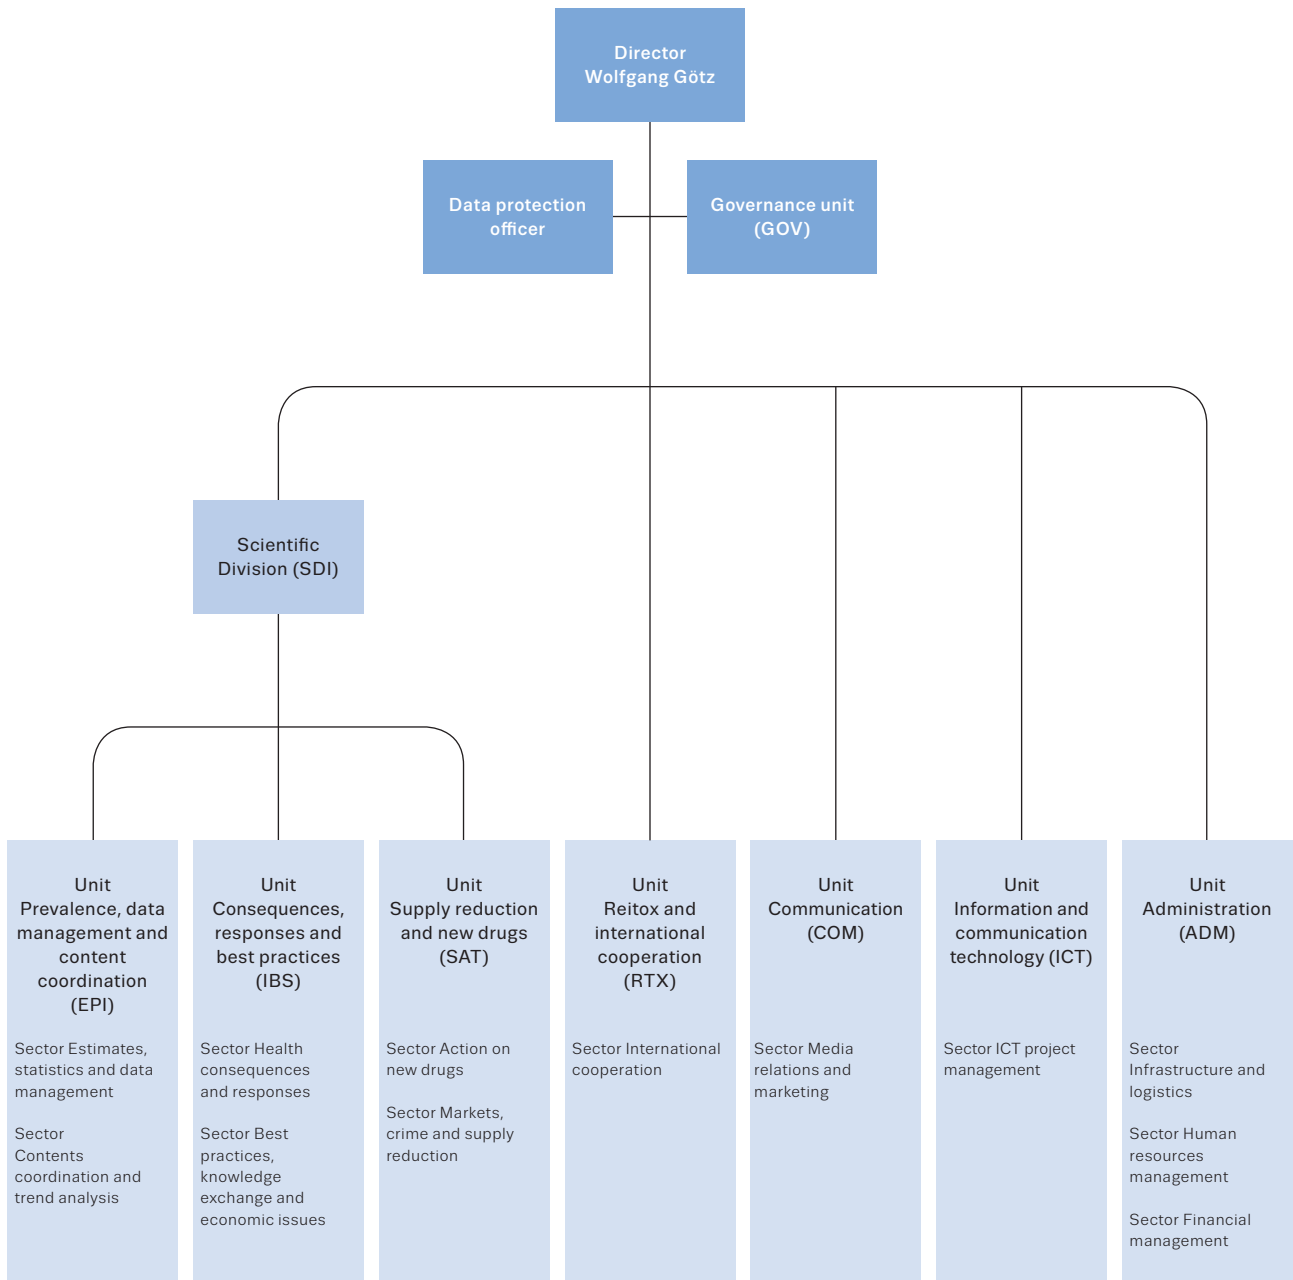 Director
Wolfgang Götz
Data protection
officer
Governance unit
(GOV)
Scientific
Division (SDI)
Unit
Prevalence, data
management and
content
coordination
(EPI)
Sector Estimates,
statistics and data
management
Sector
Contents
coordination and
trend analysis
Unit
Consequences,
responses and
best practices
(IBS)
Sector Health
consequences
and responses
Sector Best
practices,
knowledge
exchange and
economic issues
Unit
Supply reduction
and new drugs
(SAT)
Sector Action on
new drugs
Sector Markets,
crime and supply
reduction
Unit
Reitox and
international
cooperation
(RTX)
Sector International
cooperation
Unit
Communication
(COM)
Sector Media
relations and
marketing
Unit
Information and
communication
technology (ICT)
Sector ICT project
management
Unit
Administration
(ADM)
Sector
Infrastructure and
logistics
Sector Human
resources
management
Sector Financial
management